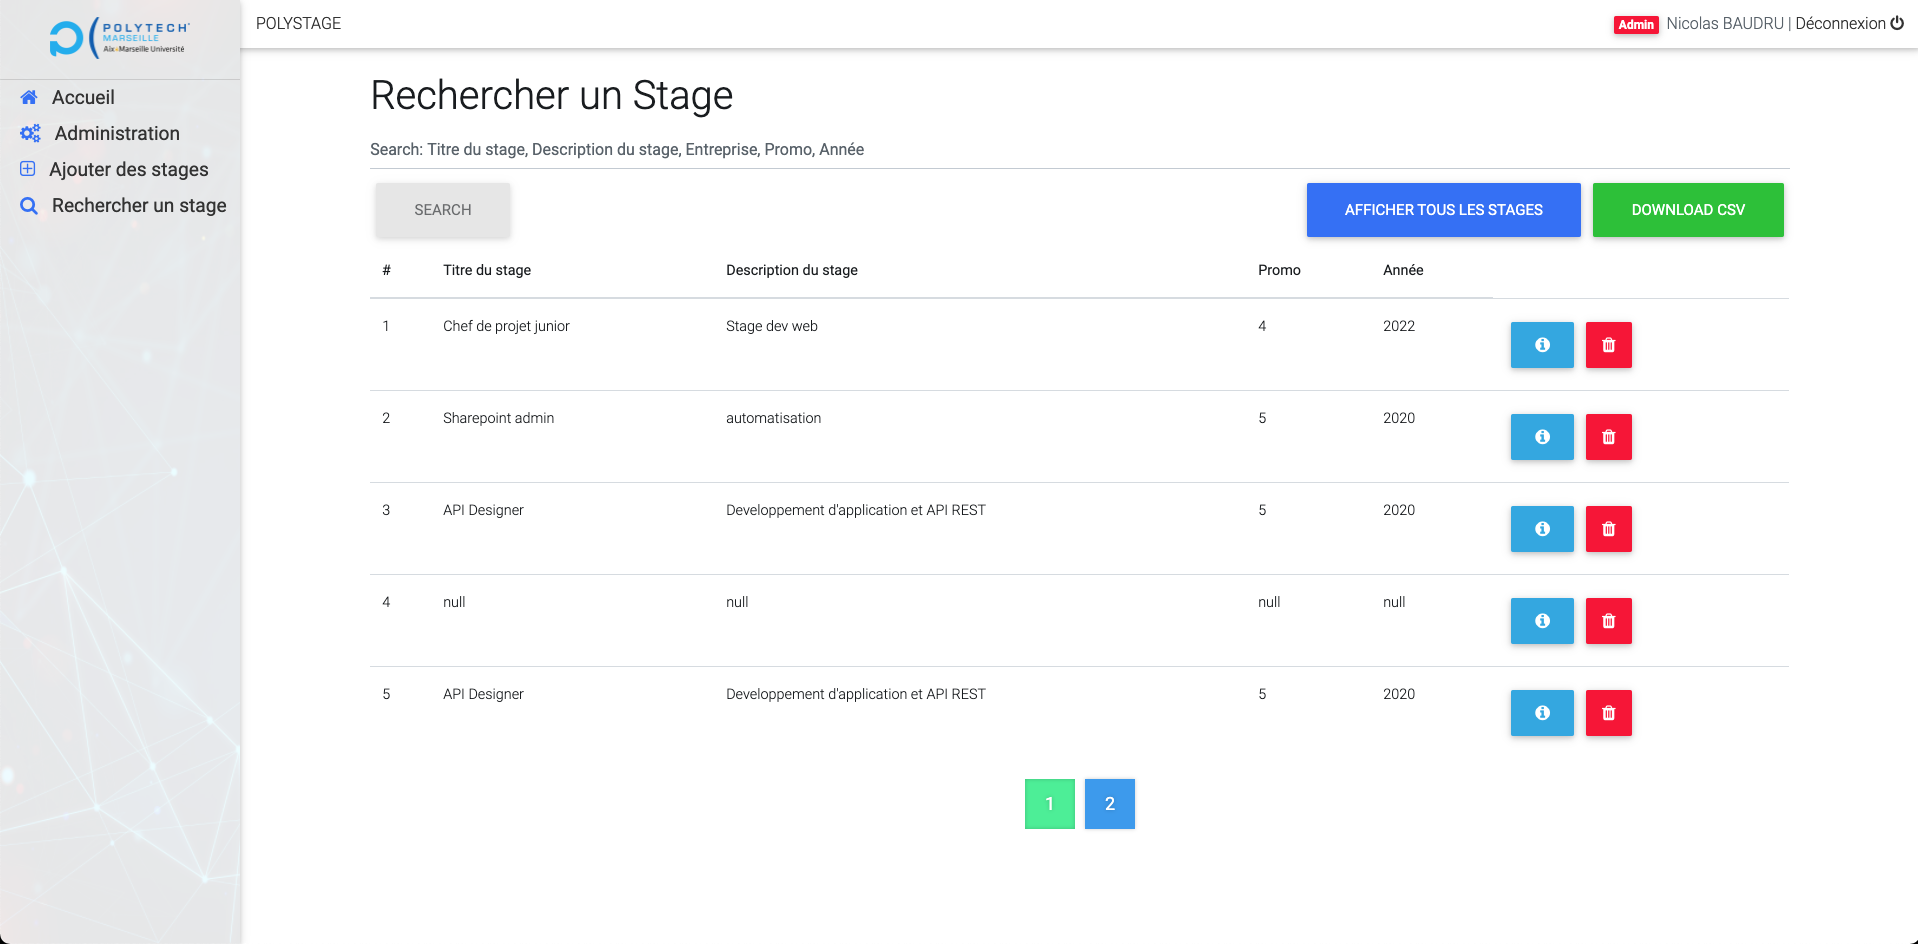 POLYTECH
MARSEILLE
Aix+Marseille Université
POLYSTAGE
Admin Nicolas BAUDRU | Déconnexion
Accueil
Administration
Ajouter des stages
Rechercher un stage
Rechercher un Stage
Search: Titre du stage, Description du stage, Entreprise, Promo, Année
SEARCH
AFFICHER TOUS LES STAGES
DOWNLOAD CSV
# Titre du stage Description du stage Promo Année
1 Chef de projet junior Stage dev web 4 2022
2 Sharepoint admin automatisation 5 2020
3 API Designer Developpement d'application et API REST 5 2020
4 null null null null
5 API Designer Developpement d'application et API REST 5 2020
1 2